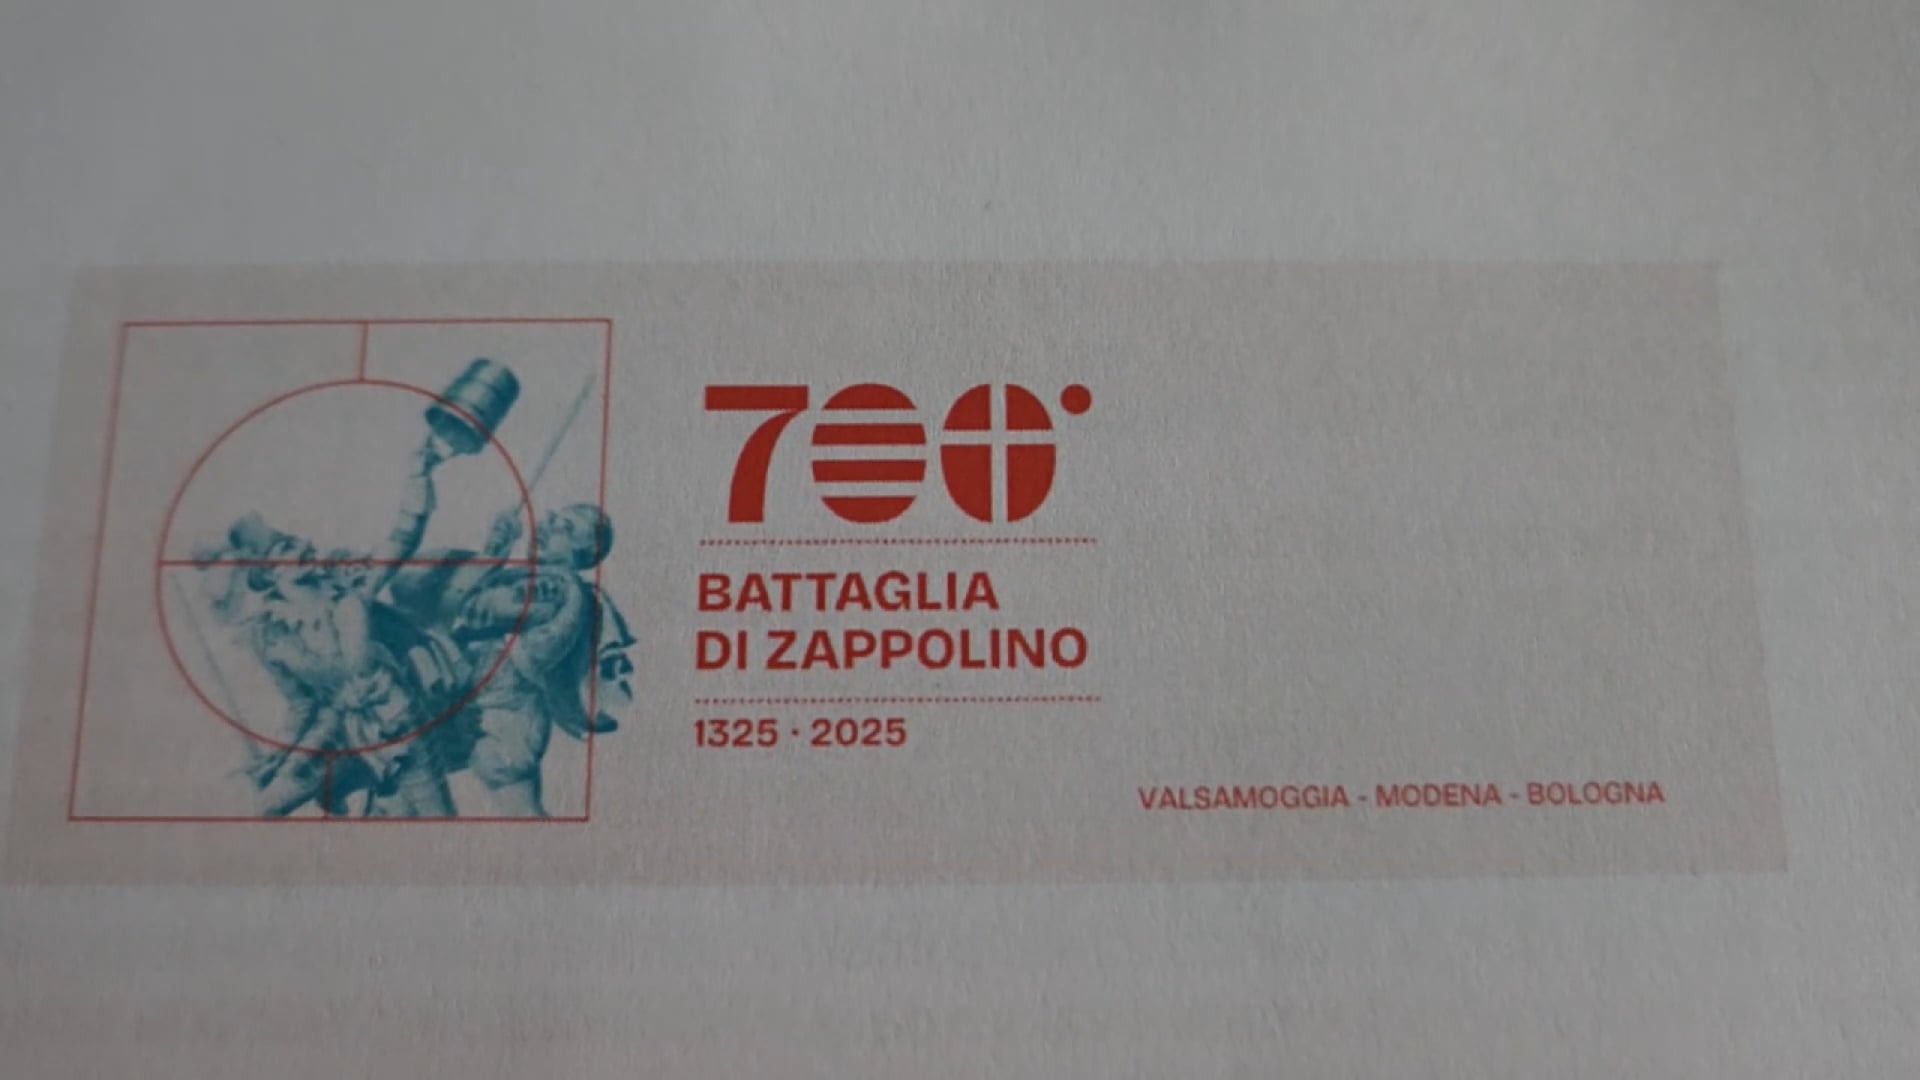 700°
BATTAGLIA
DI ZAPPOLINO
1325 · 2025
VALSAMOGGIA - MODENA - BOLOGNA